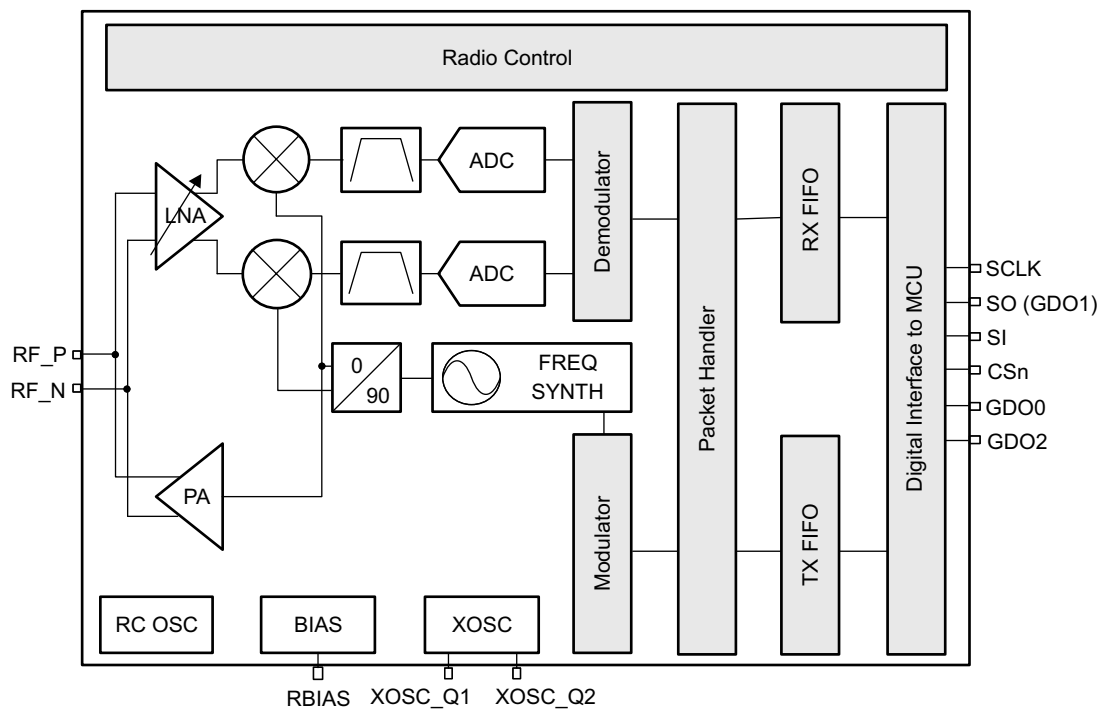 Radio Control
LNA
ADC
ADC
Demodulator
Packet Handler
RX FIFO
Digital Interface to MCU
SCLK
SO (GDO1)
SI
CSn
GDO0
GDO2
RF_P
RF_N
0
90
FREQ
SYNTH
PA
Modulator
TX FIFO
RC OSC
BIAS
XOSC
RBIAS
XOSC_Q1
XOSC_Q2